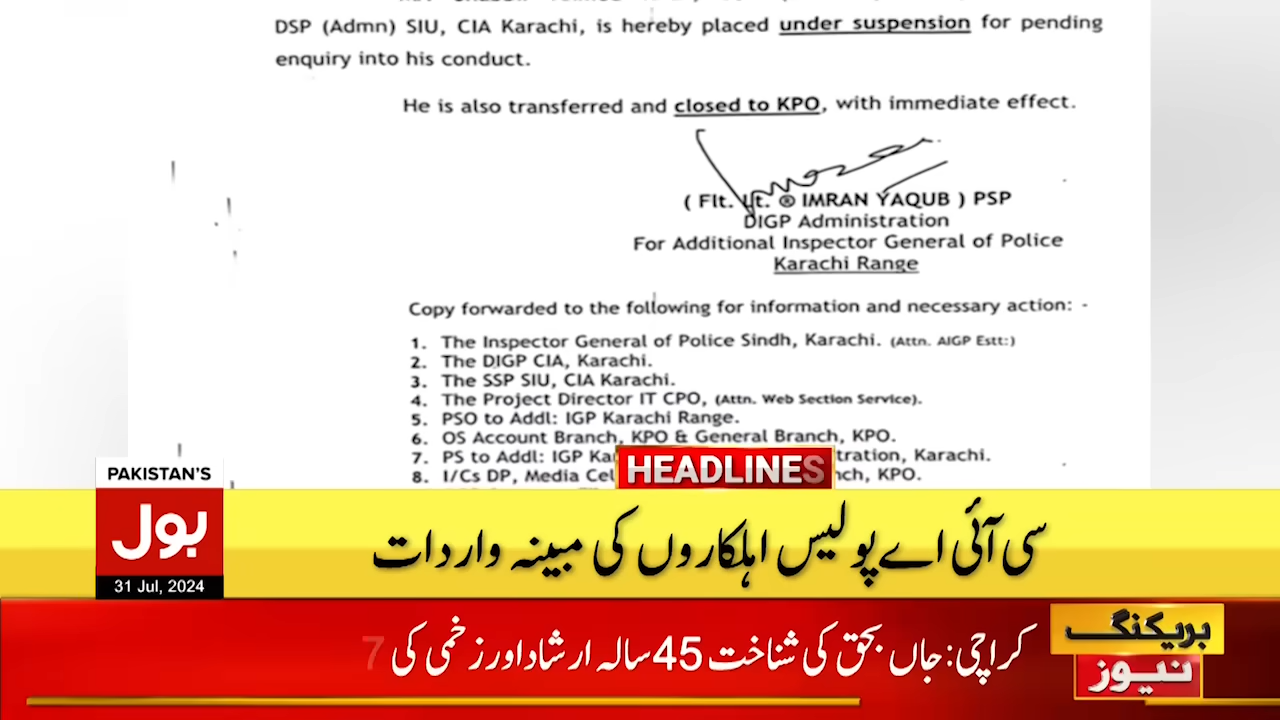 DSP (Admn) SIU, CIA Karachi, is hereby placed under suspension for pending
enquiry into his conduct.
He is also transferred and closed to KPO, with immediate effect.
( Flt. Lt. ® IMRAN YAQUB ) PSP
DIGP Administration
For Additional Inspector General of Police
Karachi Range
Copy forwarded to the following for information and necessary action: -
1. The Inspector General of Police Sindh, Karachi. (Attn. AIGP Estt:)
2. The DIGP CIA, Karachi.
3. The SSP SIU, CIA Karachi.
4. The Project Director IT CPO, (Attn. Web Section Service).
5. PSO to Addl: IGP Karachi Range.
6. OS Account Branch, KPO & General Branch, KPO.
7. PS to Addl: IGP Ka tration, Karachi.
8. I/Cs DP, Media Cel nch, KPO.
HEADLINES
PAKISTAN'S
بول
31 Jul, 2024
سی آئی اے پولیس اہلکاروں کی مبینہ واردات
کراچی: جاں بحق کی شناخت 45 سالہ ارشاد اور زخمی کی 7
بریکنگ
نیوز